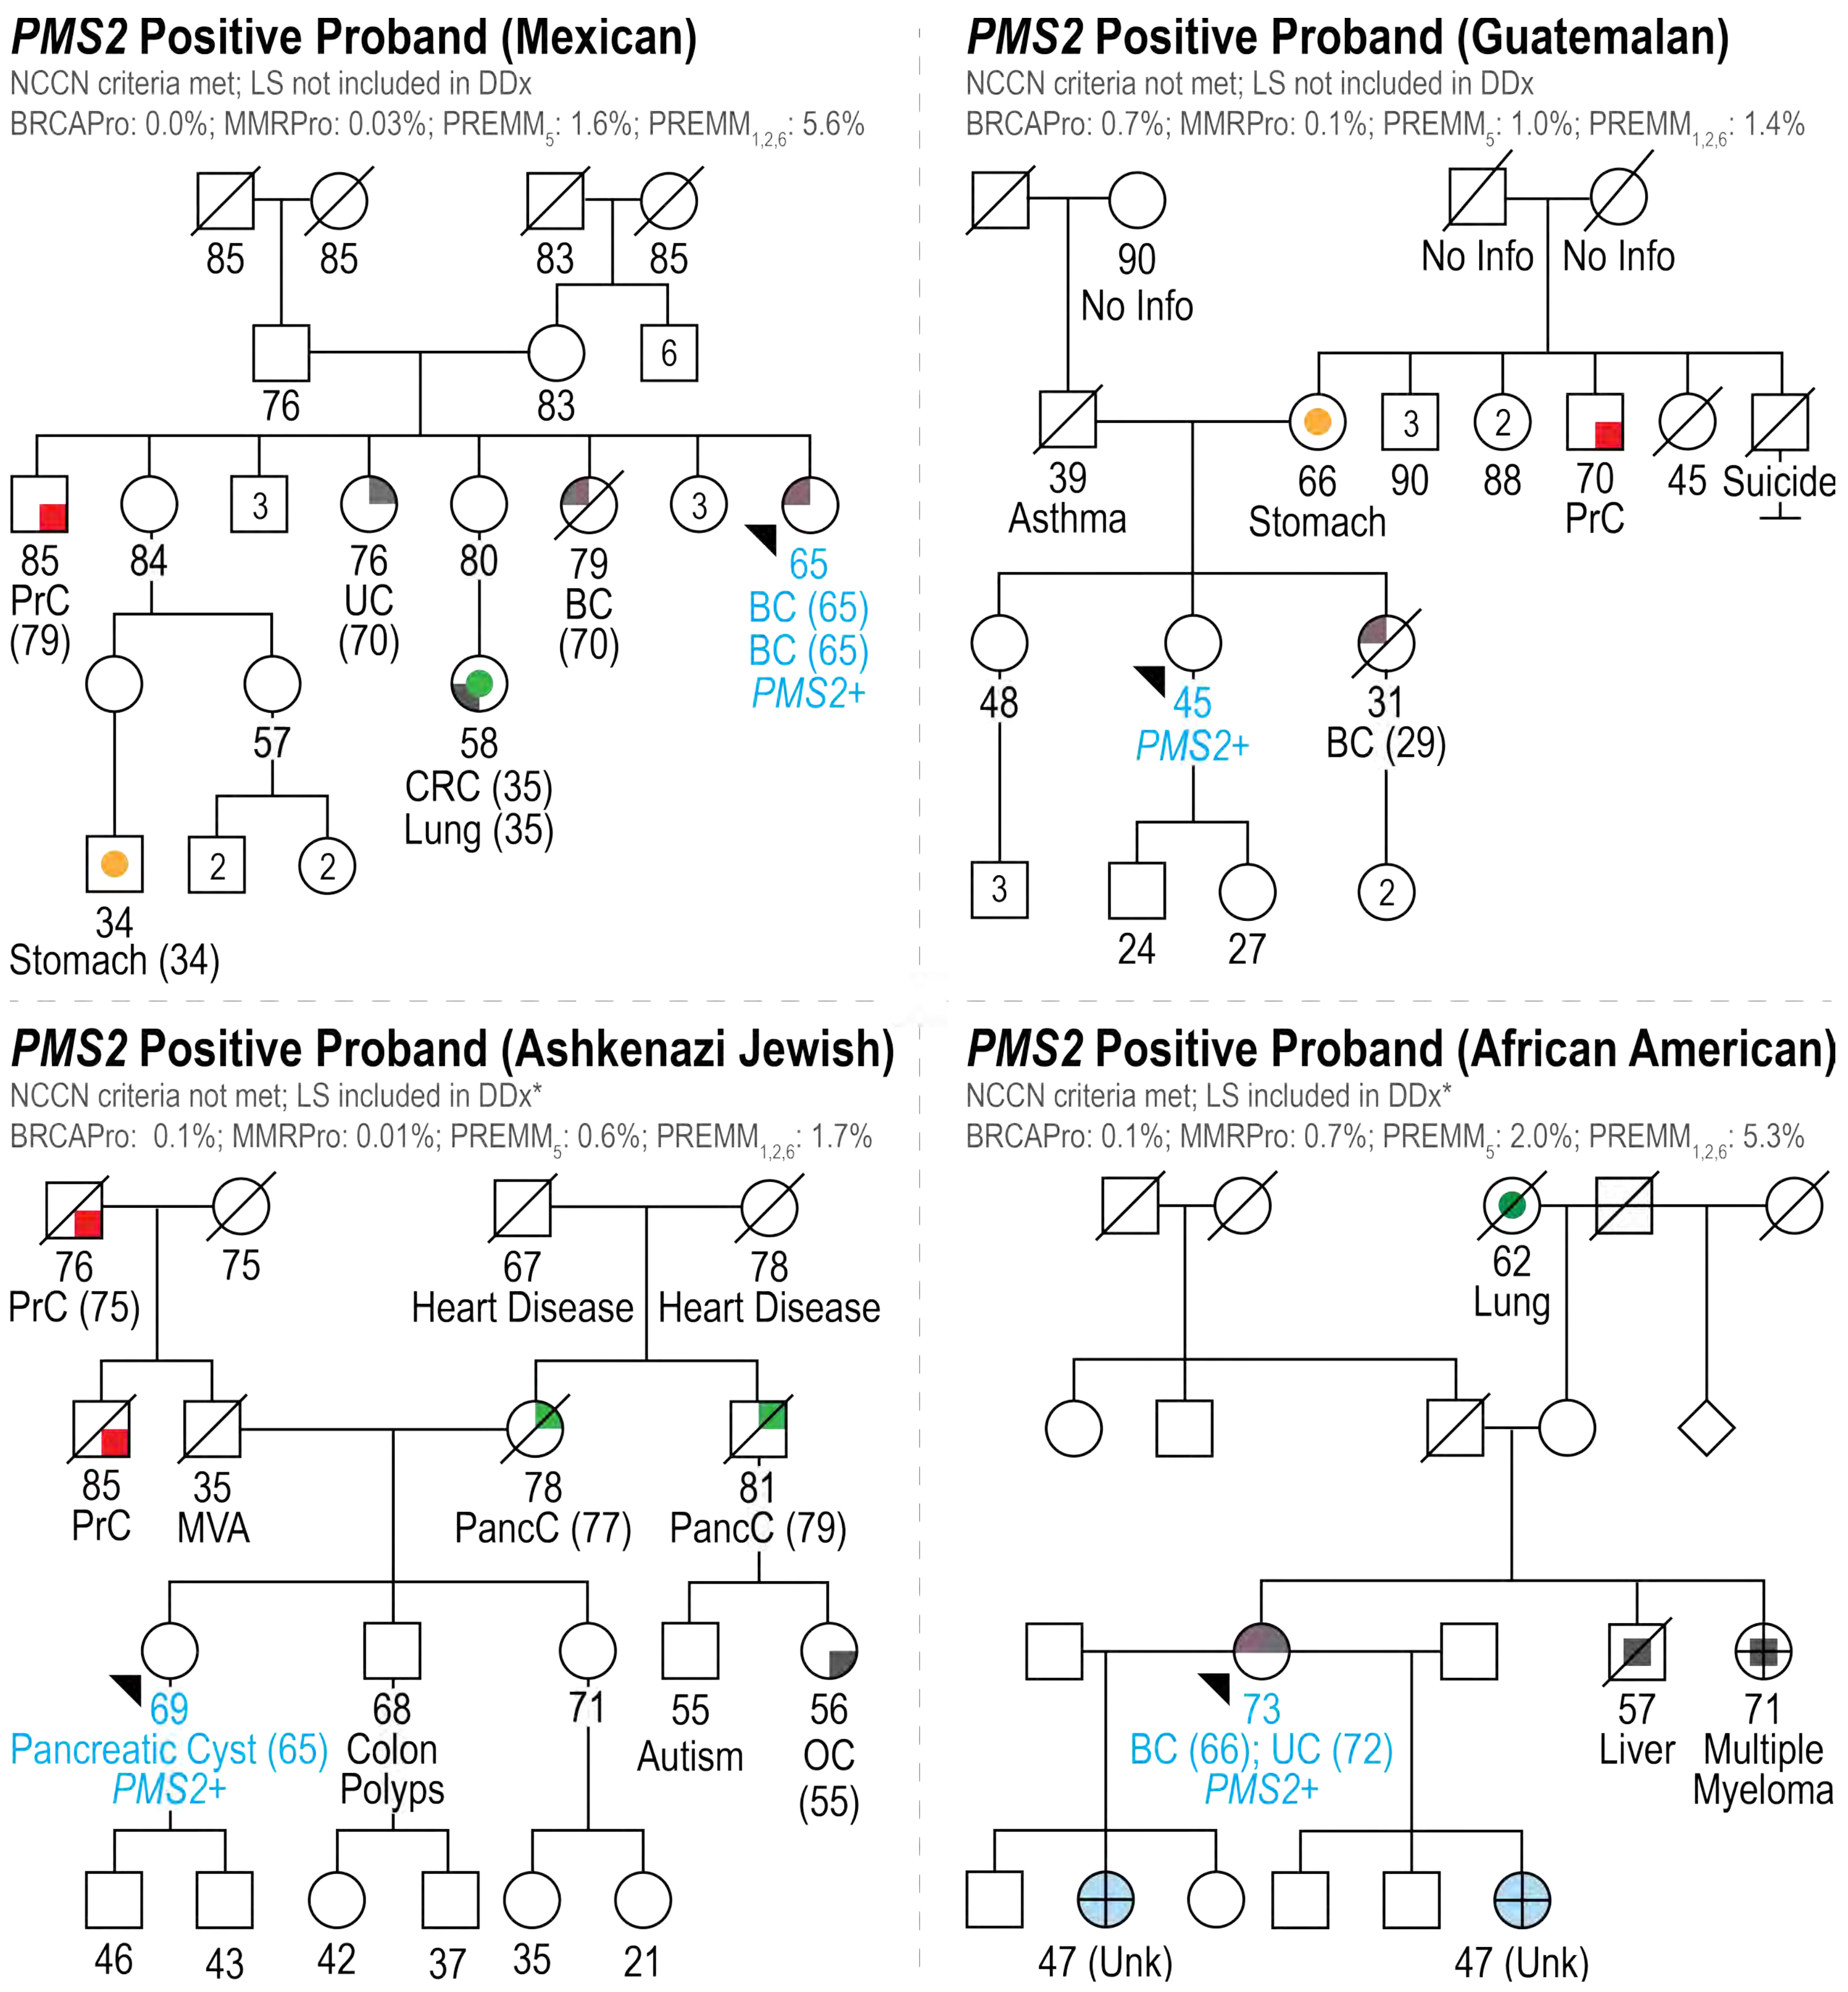 PMS2 Positive Proband (Mexican)
NCCN criteria met; LS not included in DDx
BRCAPro: 0.0%; MMRPro: 0.03%; PREMM5: 1.6%; PREMM1,2,6: 5.6%
85 85 83 85
6
76 83
3 3
85 84 76 80 79 65
PrC UC BC BC (65)
(79) (70) (70) BC (65)
PMS2+
57 58
CRC (35)
Lung (35)
2 2
34
Stomach (34)
PMS2 Positive Proband (Guatemalan)
NCCN criteria not met; LS not included in DDx
BRCAPro: 0.7%; MMRPro: 0.1%; PREMM5: 1.0%; PREMM1,2,6: 1.4%
90 No Info No Info
No Info
3 2
39 66 90 88 70 45 Suicide
Asthma Stomach PrC
48 45 31
PMS2+ BC (29)
3 2
24 27
PMS2 Positive Proband (Ashkenazi Jewish)
NCCN criteria not met; LS included in DDx*
BRCAPro: 0.1%; MMRPro: 0.01%; PREMM5: 0.6%; PREMM1,2,6: 1.7%
76 75 67 78
PrC (75) Heart Disease Heart Disease
85 35 78 81
PrC MVA PancC (77) PancC (79)
69 68 71 55 56
Pancreatic Cyst (65) Colon Autism OC
PMS2+ Polyps (55)
46 43 42 37 35 21
PMS2 Positive Proband (African American)
NCCN criteria met; LS included in DDx*
BRCAPro: 0.1%; MMRPro: 0.7%; PREMM5: 2.0%; PREMM1,2,6: 5.3%
62
Lung
73 57 71
BC (66); UC (72) Liver Multiple
PMS2+ Myeloma
47 (Unk) 47 (Unk)